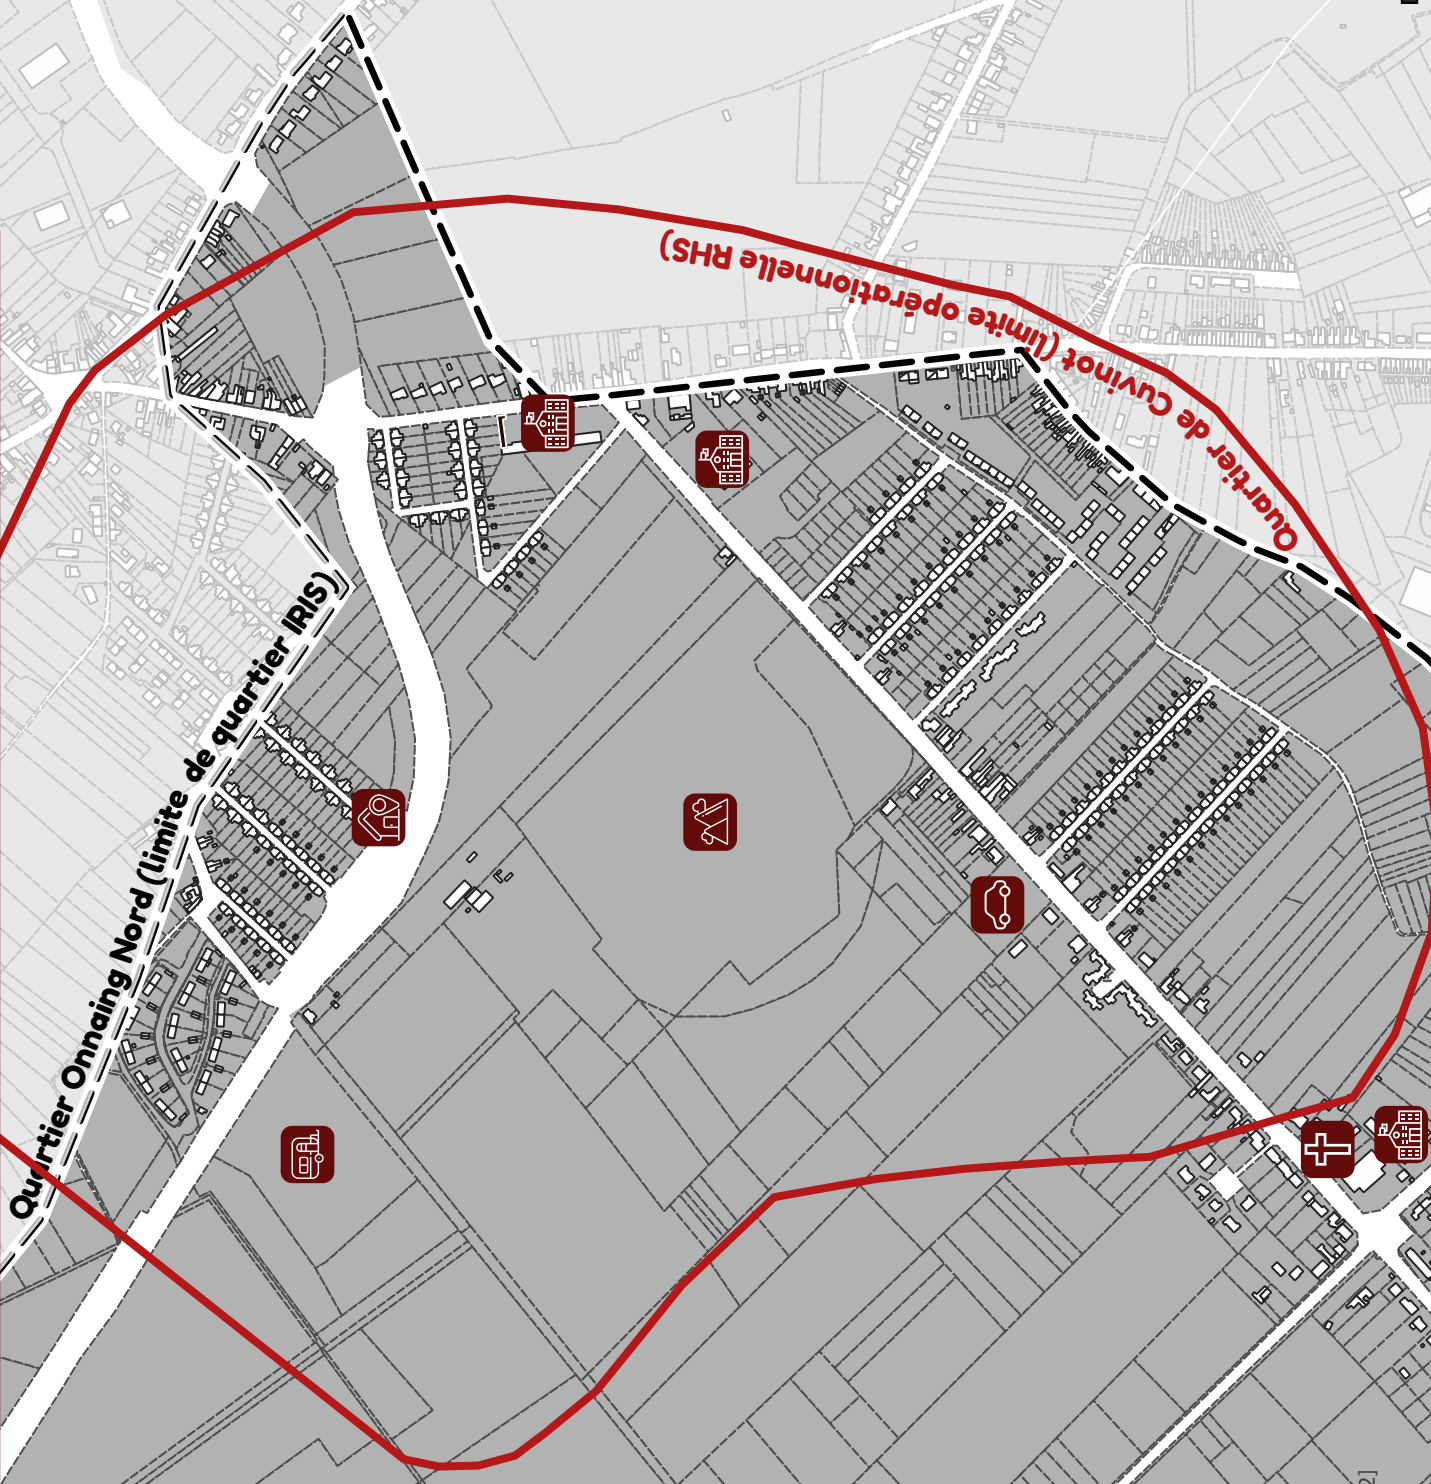 Quartier de Cuvinot (limite opérationnelle RHS)
Quartier Onnaing Nord (limite de quartier IRIS)